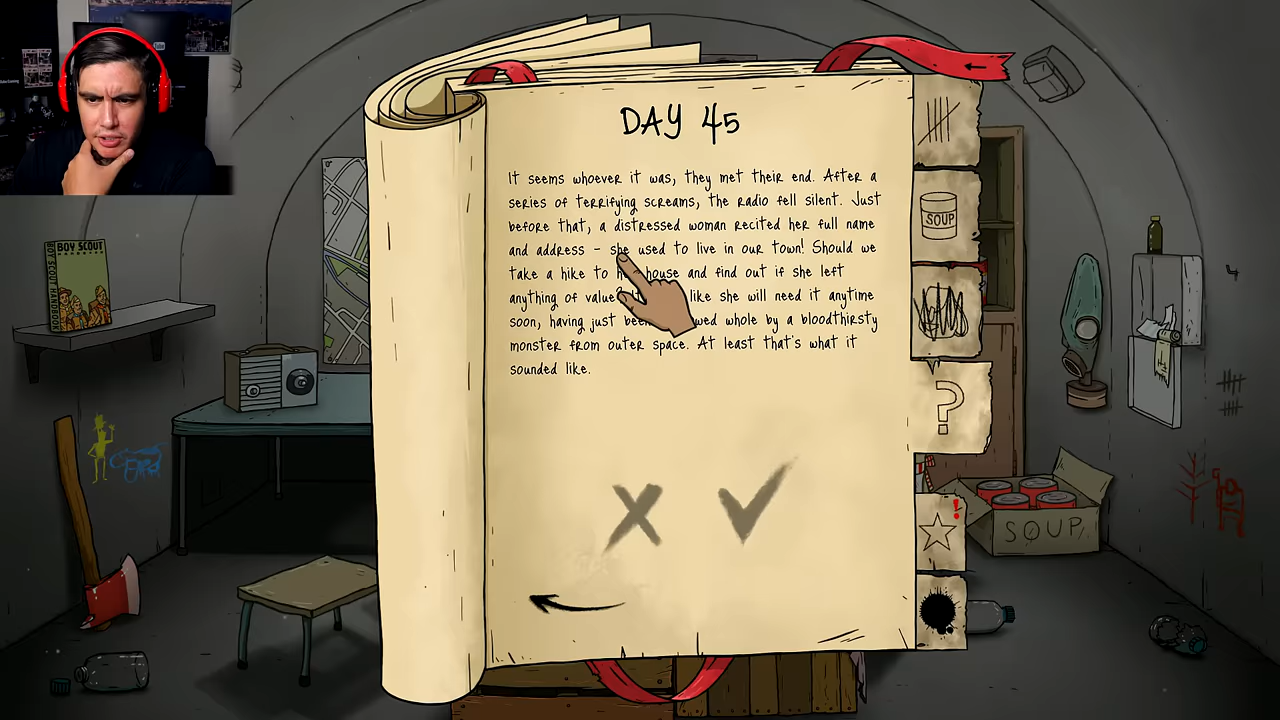 DAY 45
It seems whoever it was, they met their end. After a
series of terrifying screams, the radio fell silent. Just
before that, a distressed woman recited her full name
and address - she used to live in our town! Should we
take a hike to house and find out if she left
anything of value like she will need it anytime
soon, having just whole by a bloodthirsty
monster from outer space. At least that's what it
sounded like.
BOY SCOUT
BOY SCOUT HANDBOOK
SOUP
SOUP
?
!